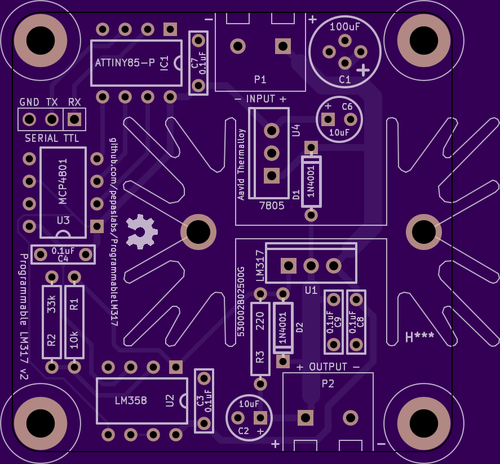 - +
P1
100uF
C1
+
ATTINY85-P
IC1
C7
0.1uF
- INPUT +
C6
10uF
GND TX RX
SERIAL TTL
U4
Aavid Thermalloy
7805
D1
1N4001
MCP4801
U3
0.1uF
C4
github.com/pepaslabs/ProgrammableLM317
Programmable LM317 v2
LM317
U1
530002B02500G
33k
R1
R2
10k
220
R3
1N4001
D2
0.1uF
C9
0.1uF
C8
H***
+ OUTPUT -
P2
LM358
U2
C3
0.1uF
10uF
C2 +
+ -